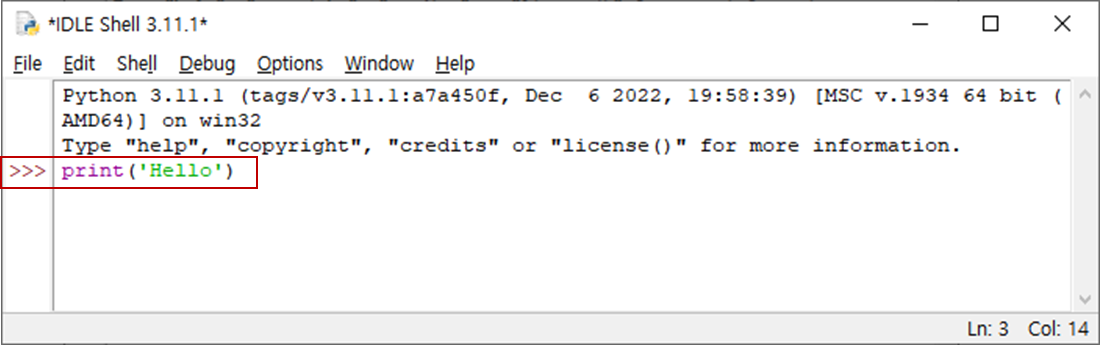 *IDLE Shell 3.11.1*
File Edit Shell Debug Options Window Help
Python 3.11.1 (tags/v3.11.1:a7a450f, Dec  6 2022, 19:58:39) [MSC v.1934 64 bit (
AMD64)] on win32
Type "help", "copyright", "credits" or "license()" for more information.
>>> print('Hello')
Ln: 3 Col: 14